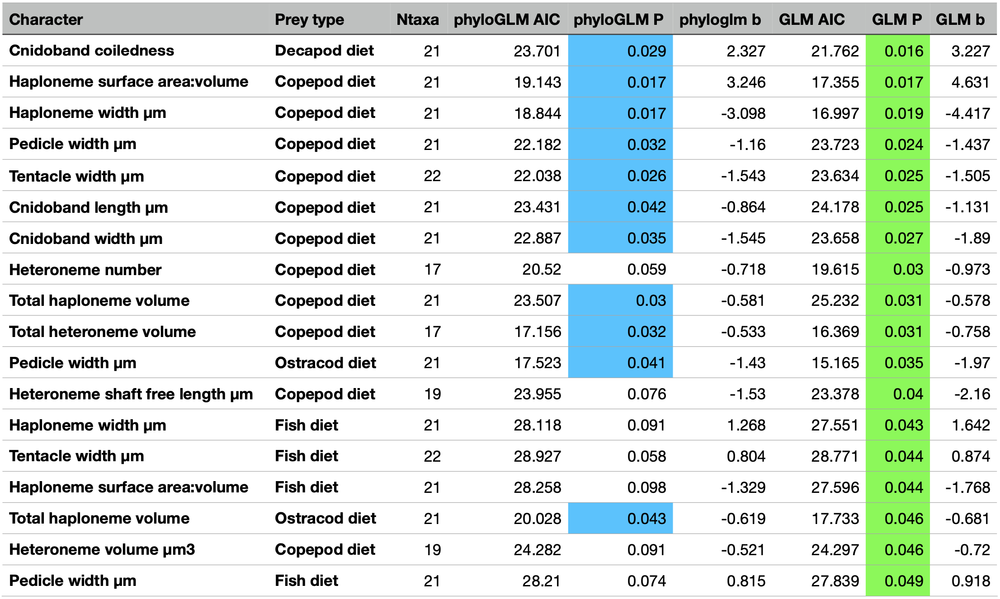 Character Prey type Ntaxa phyloGLM AIC phyloGLM P phyloglm b GLM AIC GLM P GLM b
Cnidoband coiledness Decapod diet 21 23.701 0.029 2.327 21.762 0.016 3.227
Haploneme surface area:volume Copepod diet 21 19.143 0.017 3.246 17.355 0.017 4.631
Haploneme width µm Copepod diet 21 18.844 0.017 -3.098 16.997 0.019 -4.417
Pedicle width µm Copepod diet 21 22.182 0.032 -1.16 23.723 0.024 -1.437
Tentacle width µm Copepod diet 22 22.038 0.026 -1.543 23.634 0.025 -1.505
Cnidoband length µm Copepod diet 21 23.431 0.042 -0.864 24.178 0.025 -1.131
Cnidoband width µm Copepod diet 21 22.887 0.035 -1.545 23.658 0.027 -1.89
Heteroneme number Copepod diet 17 20.52 0.059 -0.718 19.615 0.03 -0.973
Total haploneme volume Copepod diet 21 23.507 0.03 -0.581 25.232 0.031 -0.578
Total heteroneme volume Copepod diet 17 17.156 0.032 -0.533 16.369 0.031 -0.758
Pedicle width µm Ostracod diet 21 17.523 0.041 -1.43 15.165 0.035 -1.97
Heteroneme shaft free length µm Copepod diet 19 23.955 0.076 -1.53 23.378 0.04 -2.16
Haploneme width µm Fish diet 21 28.118 0.091 1.268 27.551 0.043 1.642
Tentacle width µm Fish diet 22 28.927 0.058 0.804 28.771 0.044 0.874
Haploneme surface area:volume Fish diet 21 28.258 0.098 -1.329 27.596 0.044 -1.768
Total haploneme volume Ostracod diet 21 20.028 0.043 -0.619 17.733 0.046 -0.681
Heteroneme volume µm3 Copepod diet 19 24.282 0.091 -0.521 24.297 0.046 -0.72
Pedicle width µm Fish diet 21 28.21 0.074 0.815 27.839 0.049 0.918